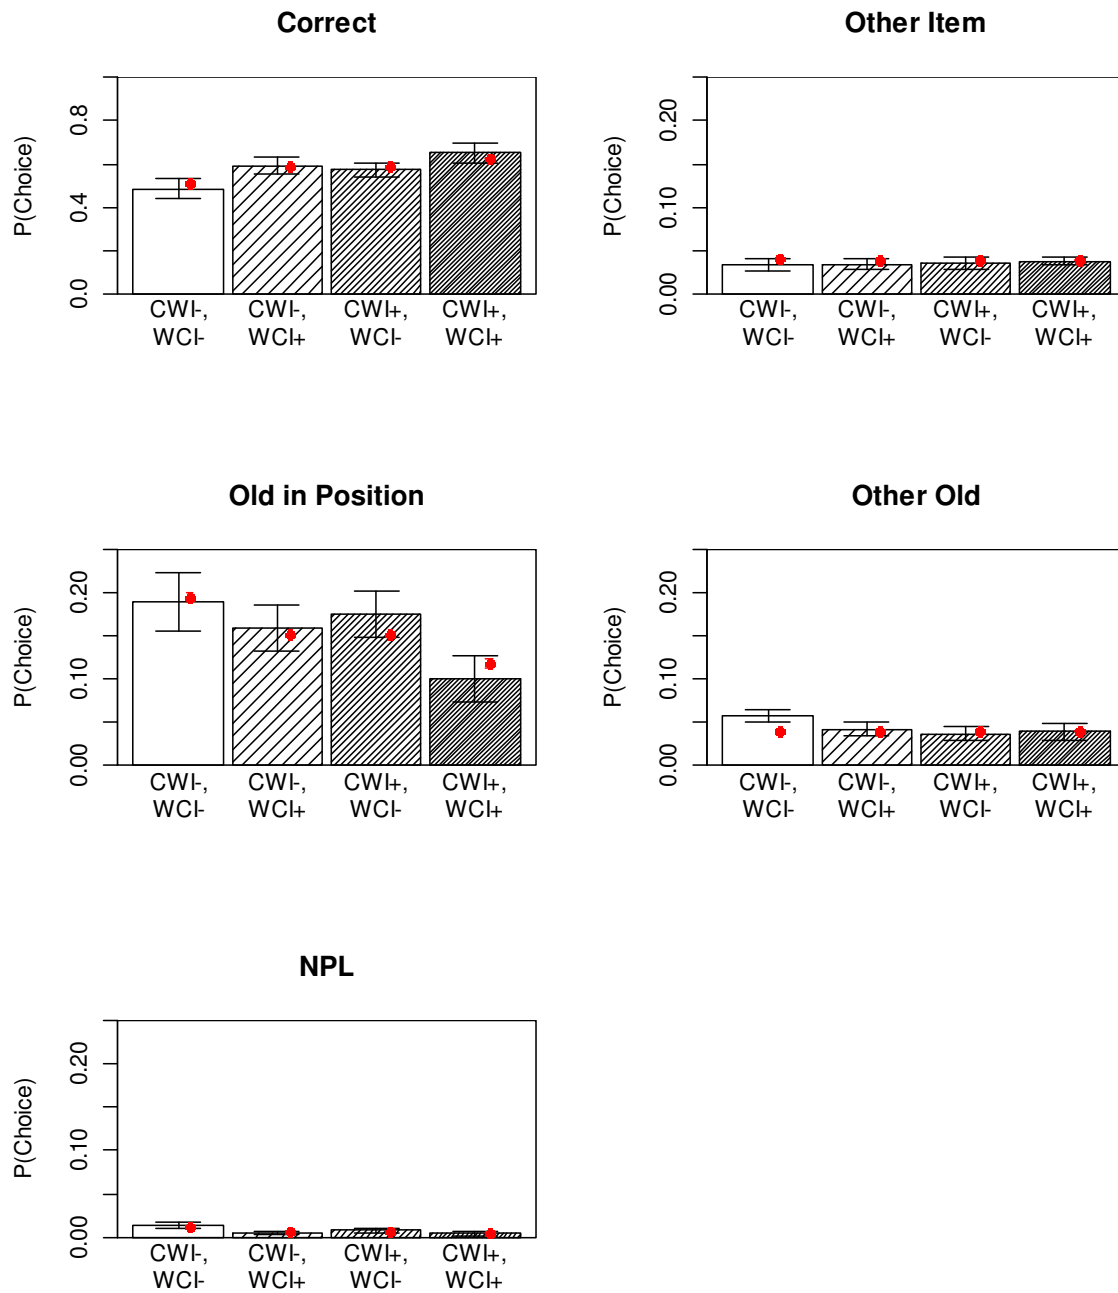 Correct
P(Choice)
0.0
0.4
0.8
CWI-, CWI-, CWI+, CWI+,
WCI- WCI+ WCI- WCI+
Other Item
P(Choice)
0.00
0.10
0.20
CWI-, CWI-, CWI+, CWI+,
WCI- WCI+ WCI- WCI+
Old in Position
P(Choice)
0.00
0.10
0.20
CWI-, CWI-, CWI+, CWI+,
WCI- WCI+ WCI- WCI+
Other Old
P(Choice)
0.00
0.10
0.20
CWI-, CWI-, CWI+, CWI+,
WCI- WCI+ WCI- WCI+
NPL
P(Choice)
0.00
0.10
0.20
CWI-, CWI-, CWI+, CWI+,
WCI- WCI+ WCI- WCI+